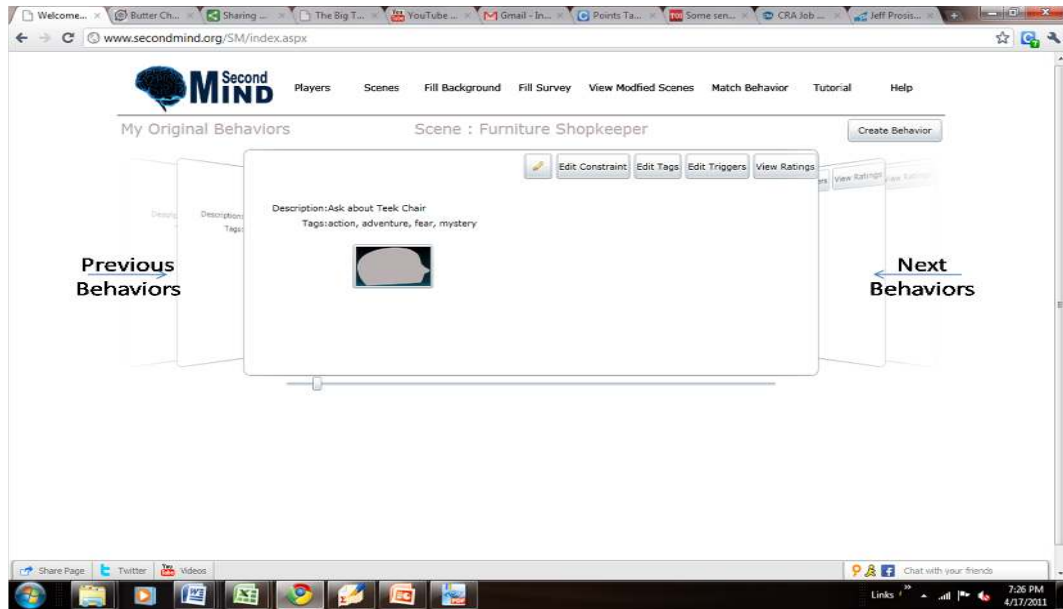 Welcome... Butter Ch... Sharing ... The Big T... YouTube ... Gmail - In... Points Ta... Some sen... CRA Job ... Jeff Prosis...
www.secondmind.org/SM/index.aspx
Second MIND Players Scenes Fill Background Fill Survey View Modfied Scenes Match Behavior Tutorial Help
My Original Behaviors Scene : Furniture Shopkeeper Create Behavior
Edit Constraint Edit Tags Edit Triggers View Ratings View Ratings
Description:Ask about Teek Chair
Description:
Tags:action, adventure, fear, mystery
Tags:
Previous Behaviors
Next Behaviors
Share Page Twitter Videos Chat with your friends
Links 7:26 PM
4/17/2011